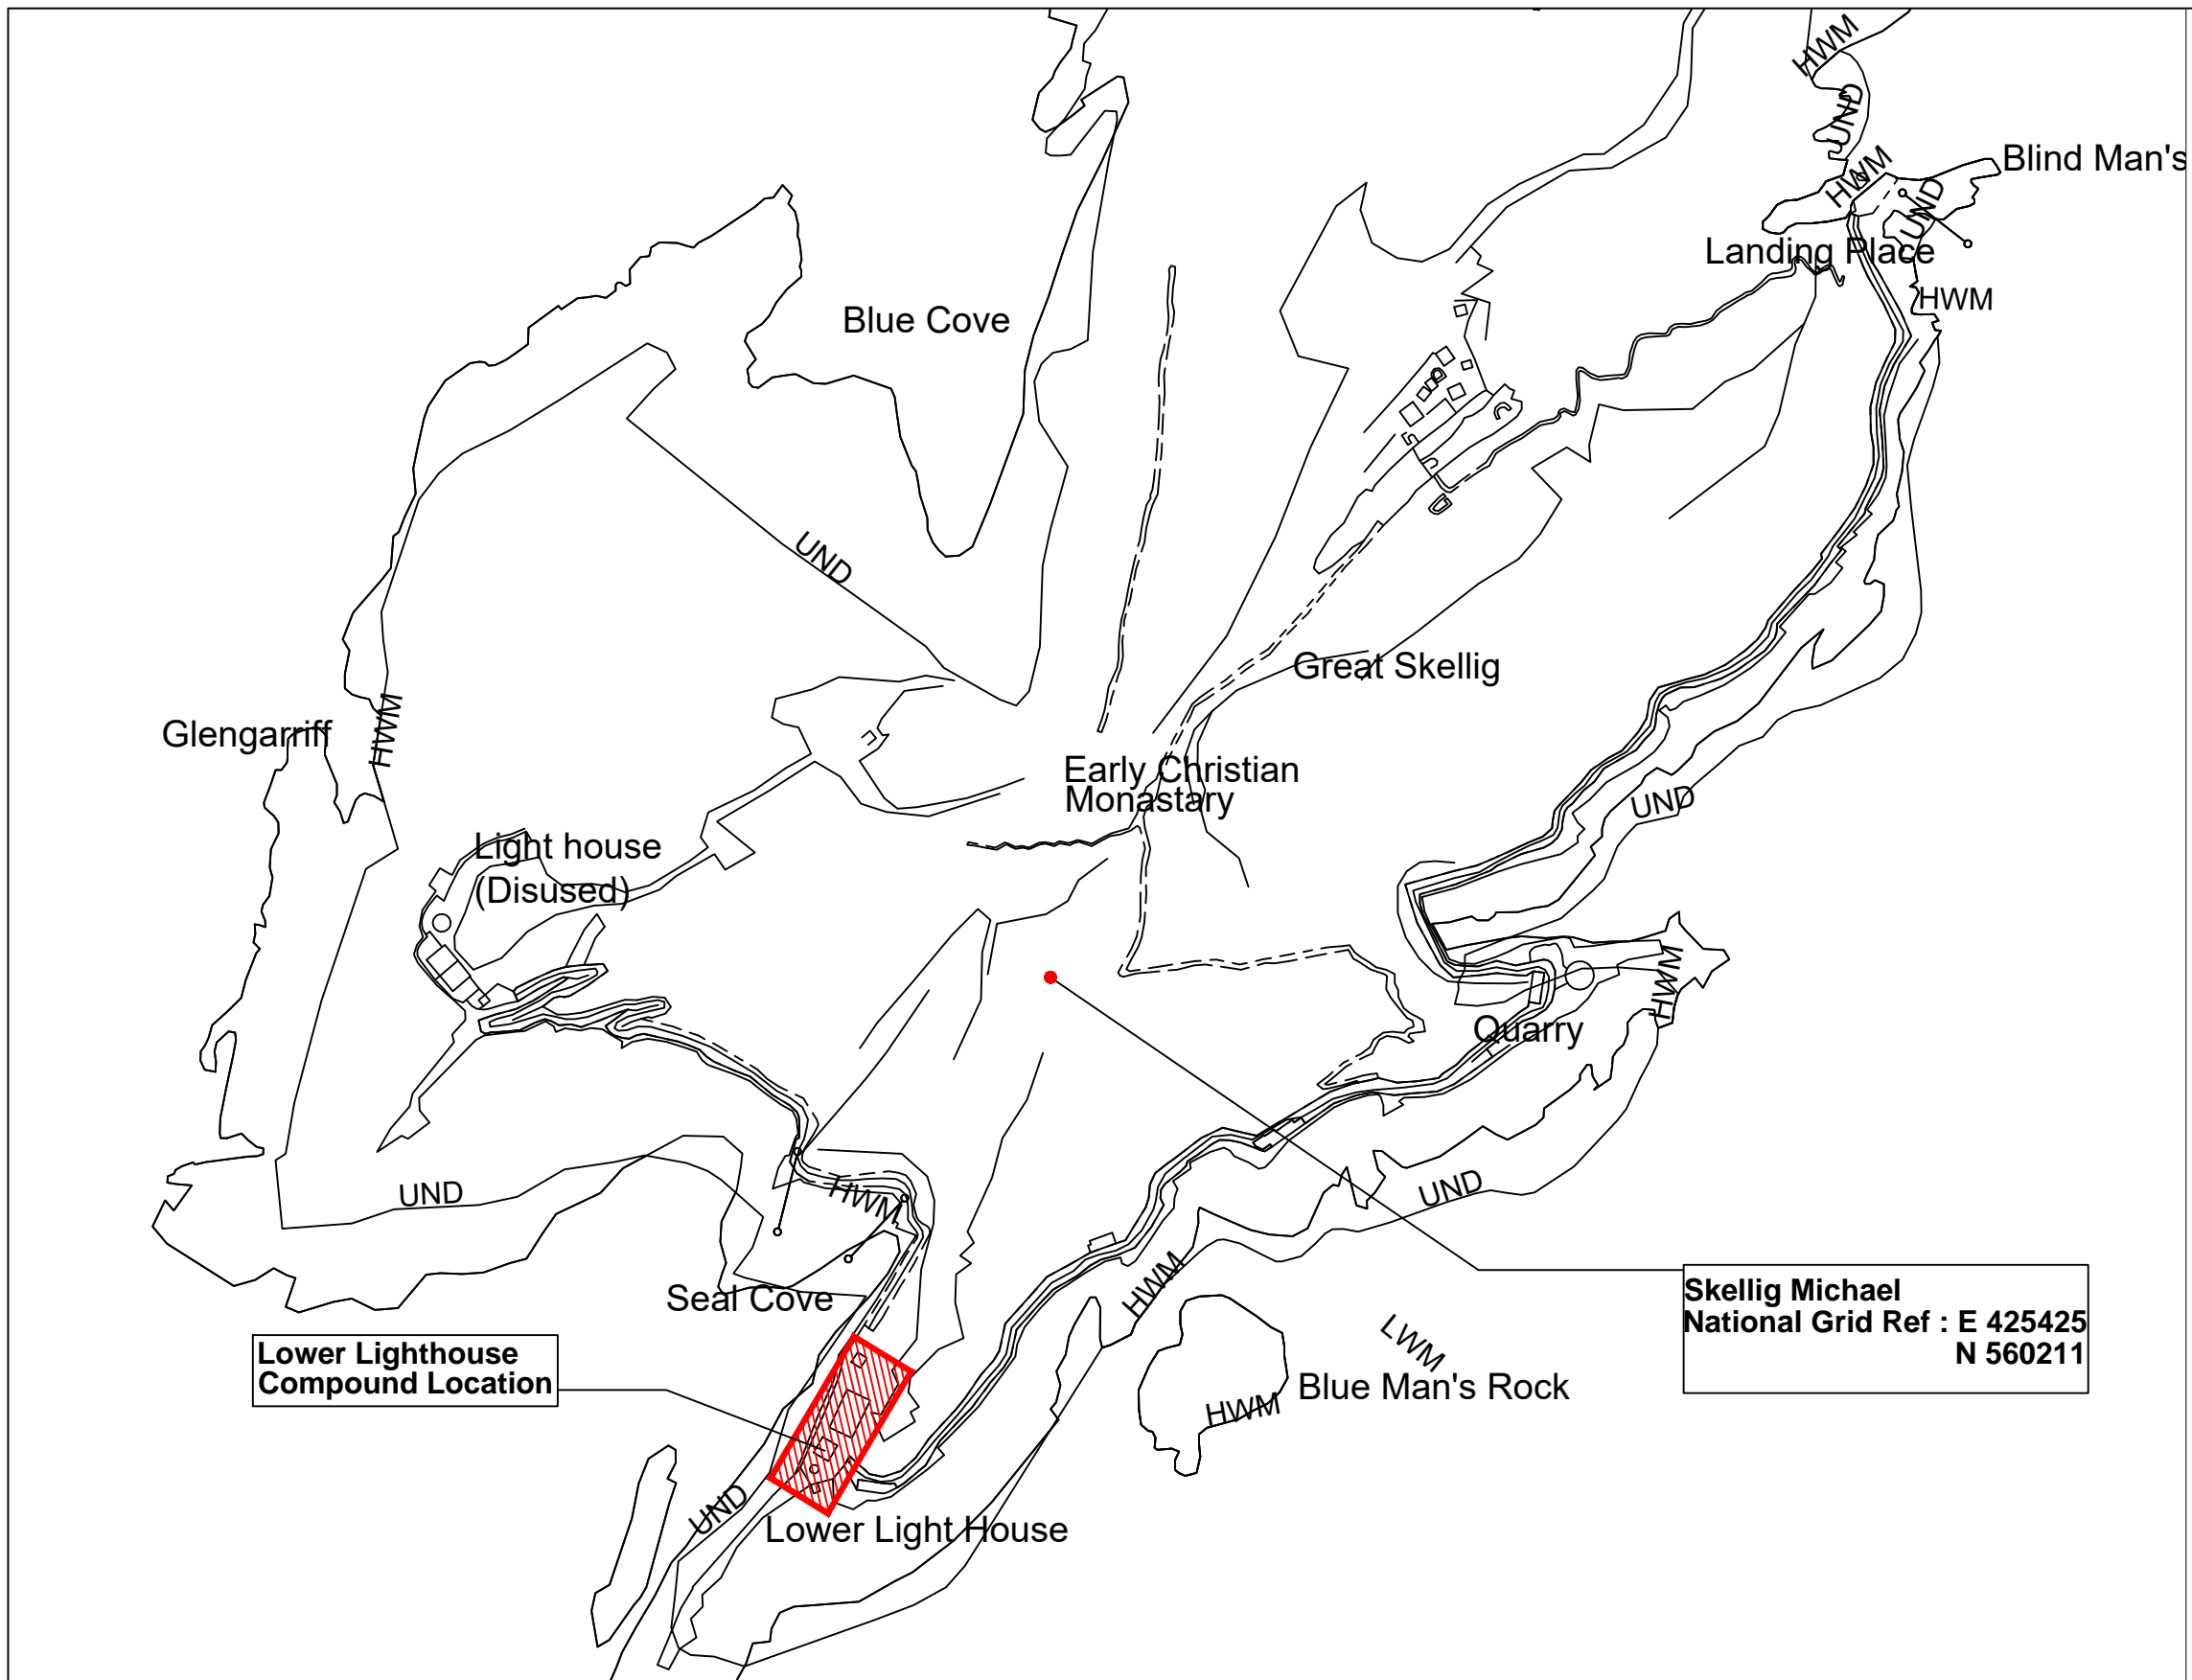 HWM
UND
HWM
Blind Man's
UND
Landing Place
HWM
Blue Cove
UND
Great Skellig
Glengarriff
HWM
Early Christian
Monastary
UND
Light house
(Disused)
HWM
Quarry
UND
HWM
UND
HWM
Seal Cove
Skellig Michael
National Grid Ref : E 425425
N 560211
LWM
Lower Lighthouse
Compound Location
Blue Man's Rock
HWM
UND
Lower Light House